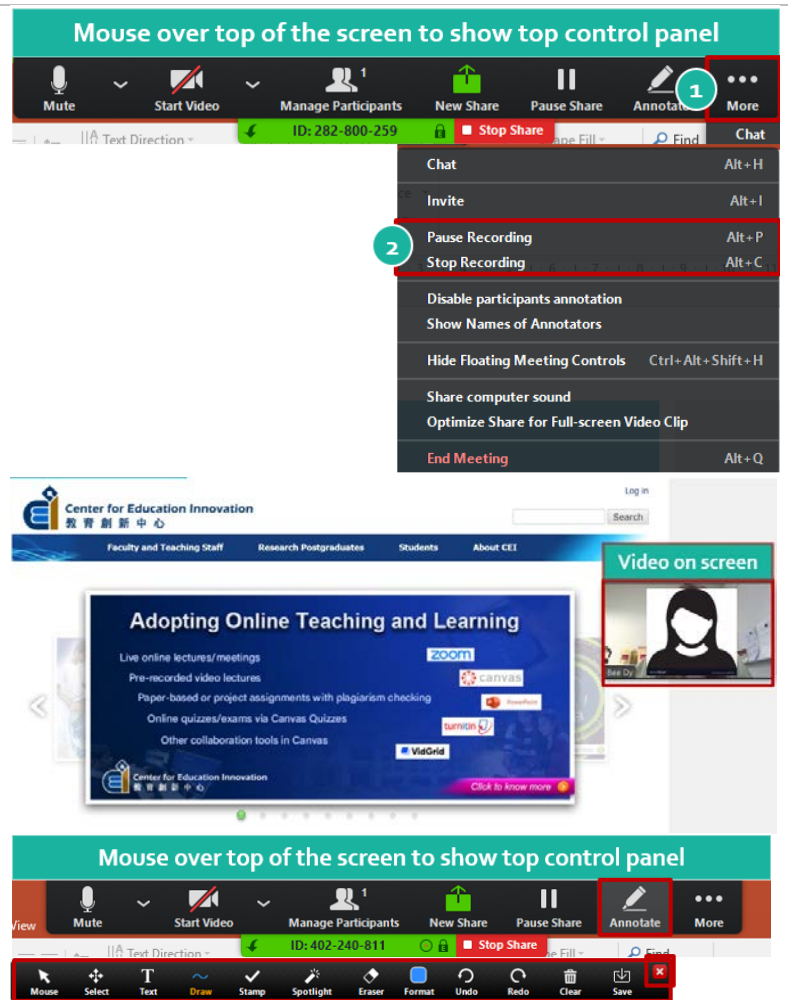 Mouse over top of the screen to show top control panel
1
Mute
Start Video
Manage Participants
New Share
Pause Share
Annotate
1
More
Text Direction
ID: 282-800-259
Stop Share
ape Fill
Find
Chat
Chat Alt+H
Invite Alt+I
2
Pause Recording Alt+P
Stop Recording Alt+C
Disable participants annotation
Show Names of Annotators
Hide Floating Meeting Controls Ctrl+Alt+Shift+H
Share computer sound
Optimize Share for Full-screen Video Clip
End Meeting Alt+Q
Log in
Center for Education Innovation
教育創新中心
Search
Faculty and Teaching Staff
Research Postgraduates
Students
About CEI
Video on screen
Adopting Online Teaching and Learning
Live online lectures/meetings
zoom
Pre-recorded video lectures
canvas
Paper-based or project assignments with plagiarism checking
PowerPoint
Online quizzes/exams via Canvas Quizzes
turnitin
Other collaboration tools in Canvas
VidGrid
Center for Education Innovation
教育創新中心
Click to know more
Bee Dy
Mouse over top of the screen to show top control panel
1
View
Mute
Start Video
Manage Participants
New Share
Pause Share
Annotate
More
Text Direction
ID: 402-240-811
Stop Share
pe Fill
Find
Mouse
Select
Text
Draw
Stamp
Spotlight
Eraser
Format
Undo
Redo
Clear
Save